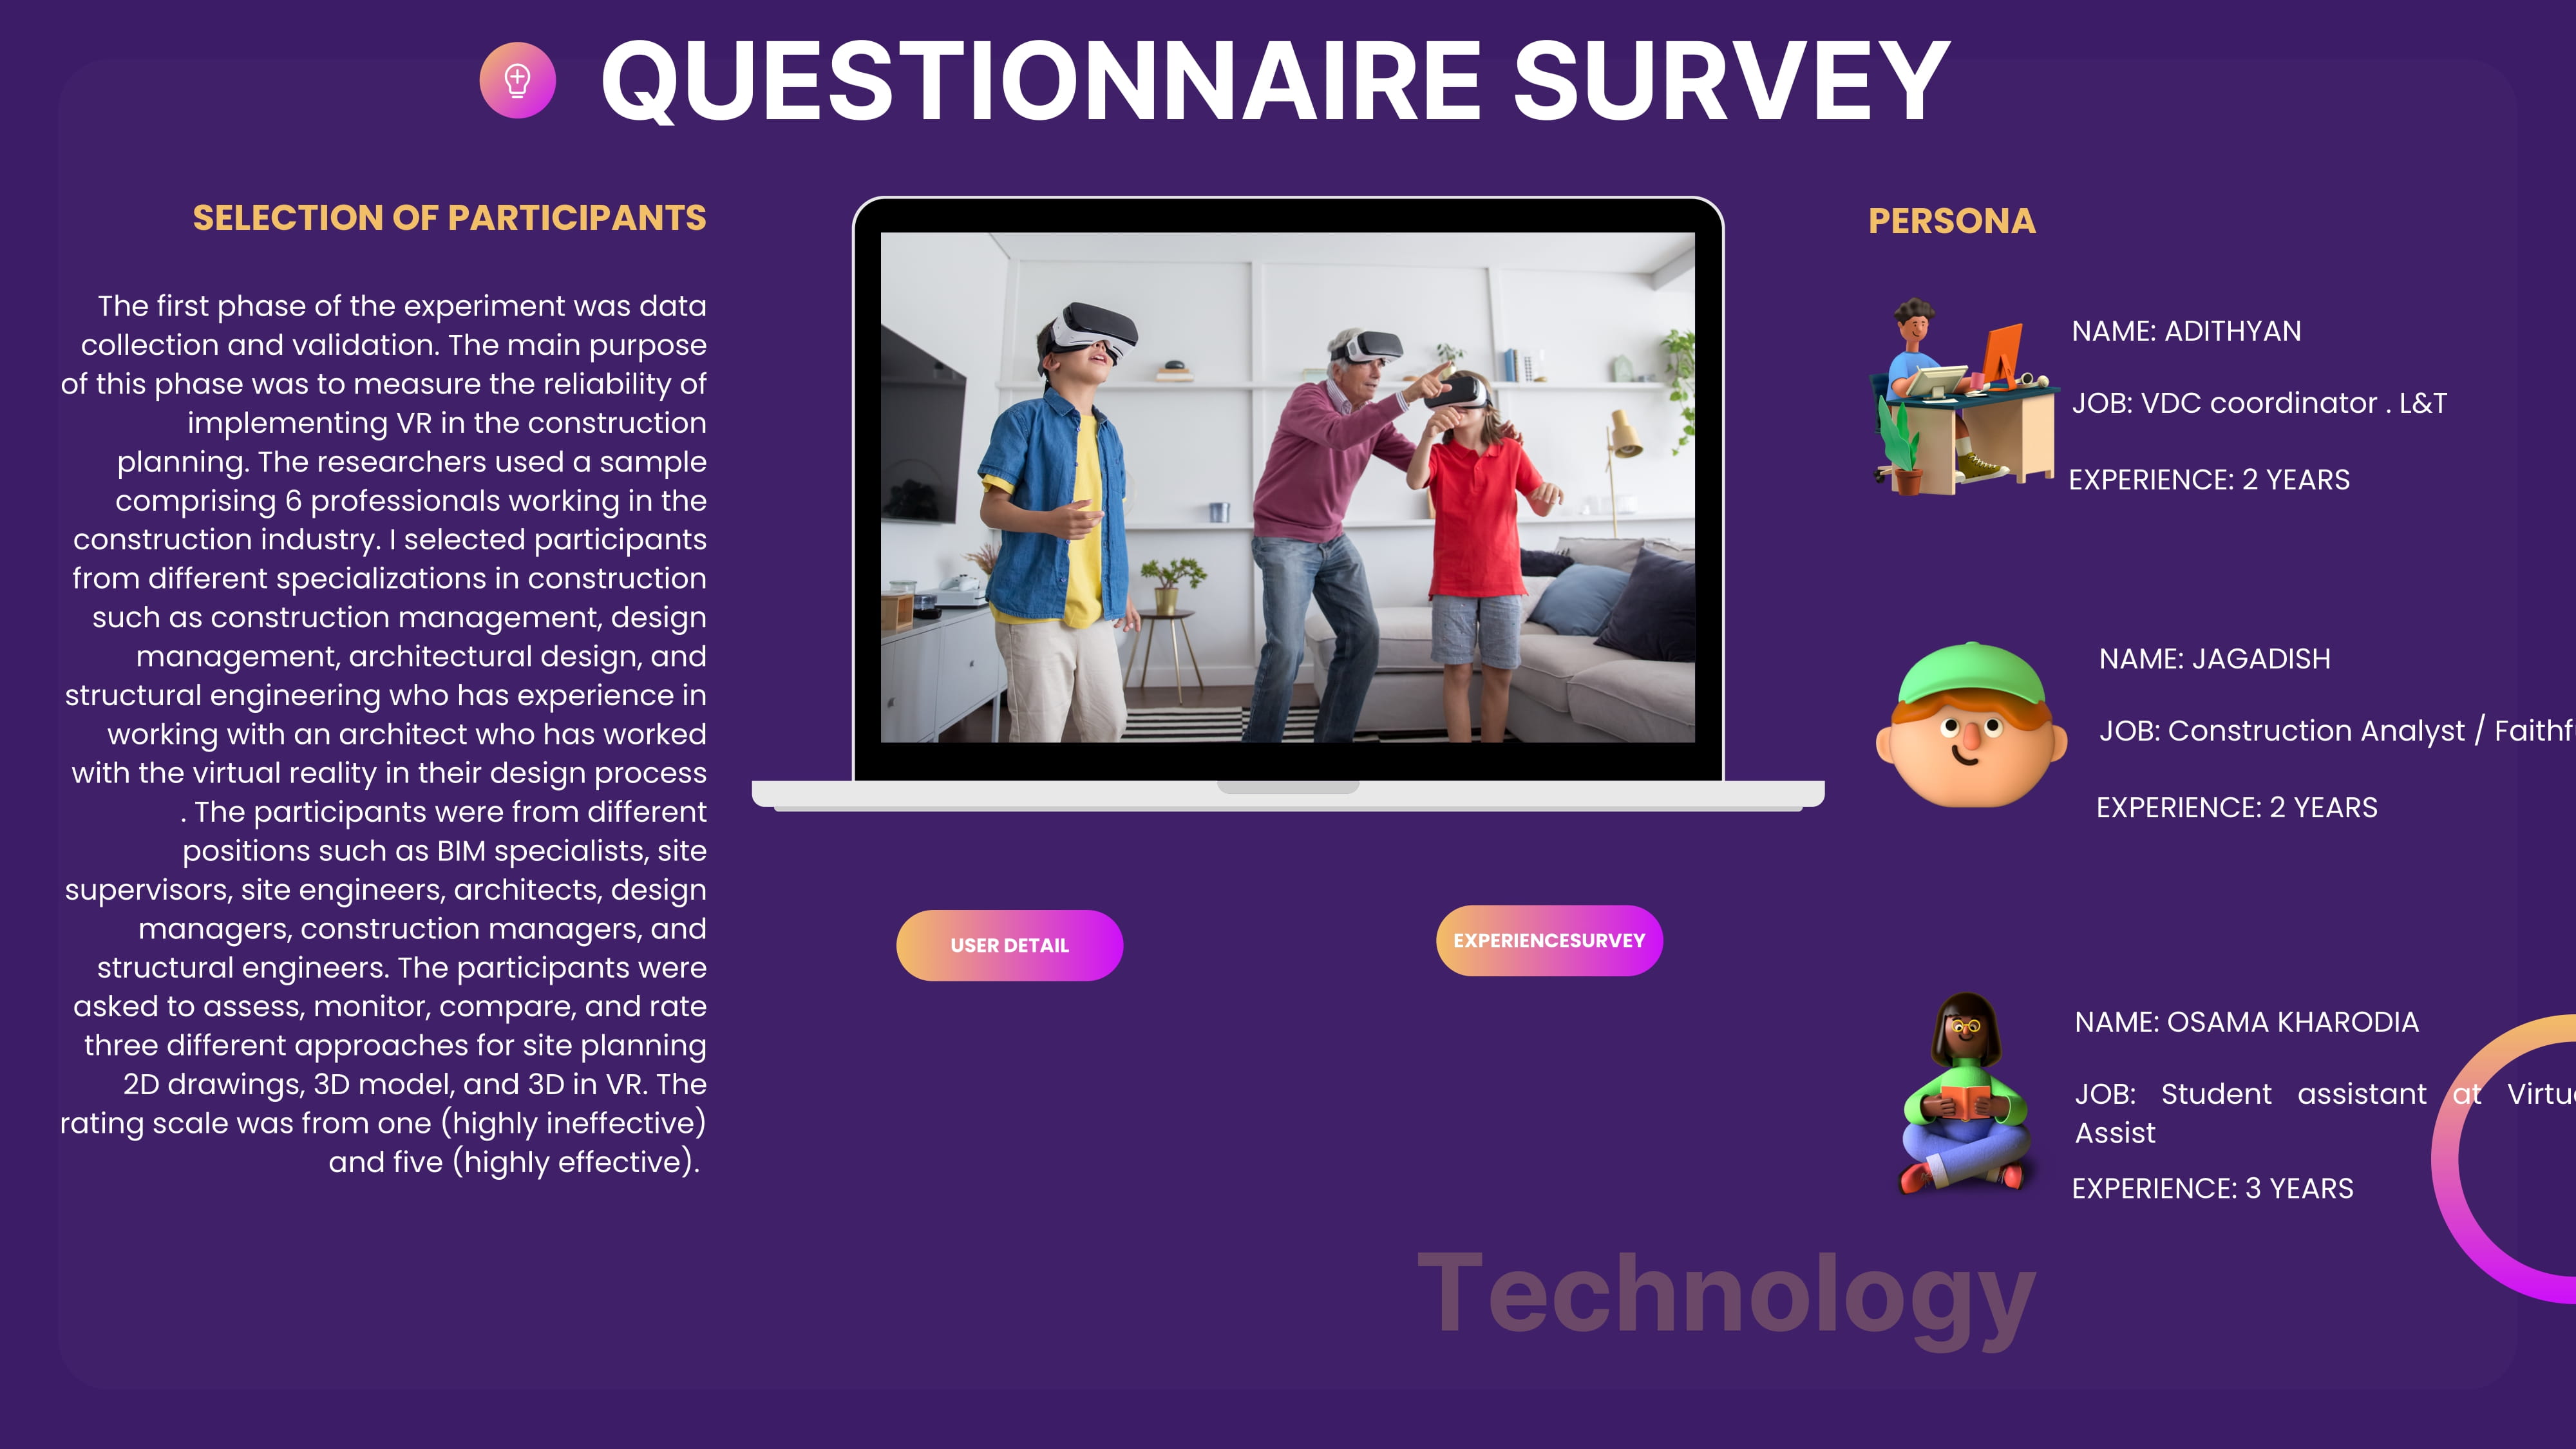 QUESTIONNAIRE SURVEY
SELECTION OF PARTICIPANTS
The first phase of the experiment was data
collection and validation. The main purpose
of this phase was to measure the reliability of
implementing VR in the construction
planning. The researchers used a sample
comprising 6 professionals working in the
construction industry. I selected participants
from different specializations in construction
such as construction management, design
management, architectural design, and
structural engineering who has experience in
working with an architect who has worked
with the virtual reality in their design process
. The participants were from different
positions such as BIM specialists, site
supervisors, site engineers, architects, design
managers, construction managers, and
structural engineers. The participants were
asked to assess, monitor, compare, and rate
three different approaches for site planning
2D drawings, 3D model, and 3D in VR. The
rating scale was from one (highly ineffective)
and five (highly effective).
USER DETAIL
EXPERIENCESURVEY
PERSONA
NAME: ADITHYAN
JOB: VDC coordinator . L&T
EXPERIENCE: 2 YEARS
NAME: JAGADISH
JOB: Construction Analyst /
EXPERIENCE: 2 YEARS
NAME: OSAMA KHARODIA
JOB: Student assistant at
Assist
EXPERIENCE: 3 YEARS
Technology